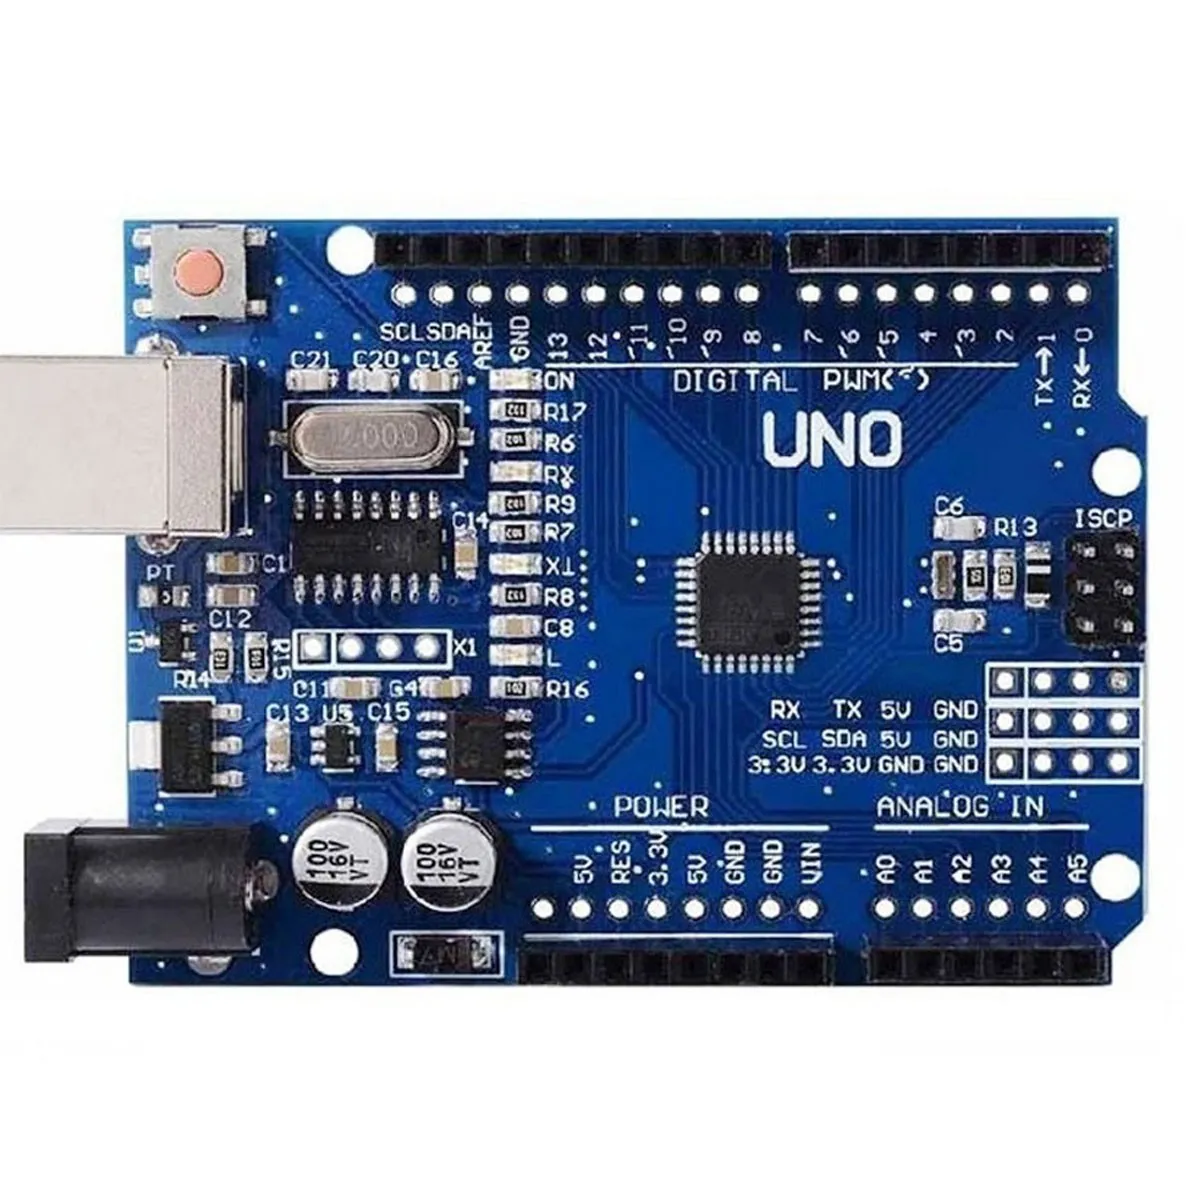 SCL SDA AREF GND 13 12 ~11 ~10 ~9 8 7 ~6 ~5 4 ~3 2 TX→1 RX←0
C21 C20 C16 ON
DIGITAL PWM(~)
R17
UNO
R6
RX
R9
C14
R7
C6
R13
ISCP
TX
C1
PT
R8
C12
C8
C5
X1
L
R15
R14
C11
R16
C13 U5 C15
RX TX 5V GND
SCL SDA 5V GND
3.3V 3.3V GND GND
POWER
ANALOG IN
5V RES 3.3V 5V GND GND VIN
A0 A1 A2 A3 A4 A5
100
16V
VT
100
16V
VT